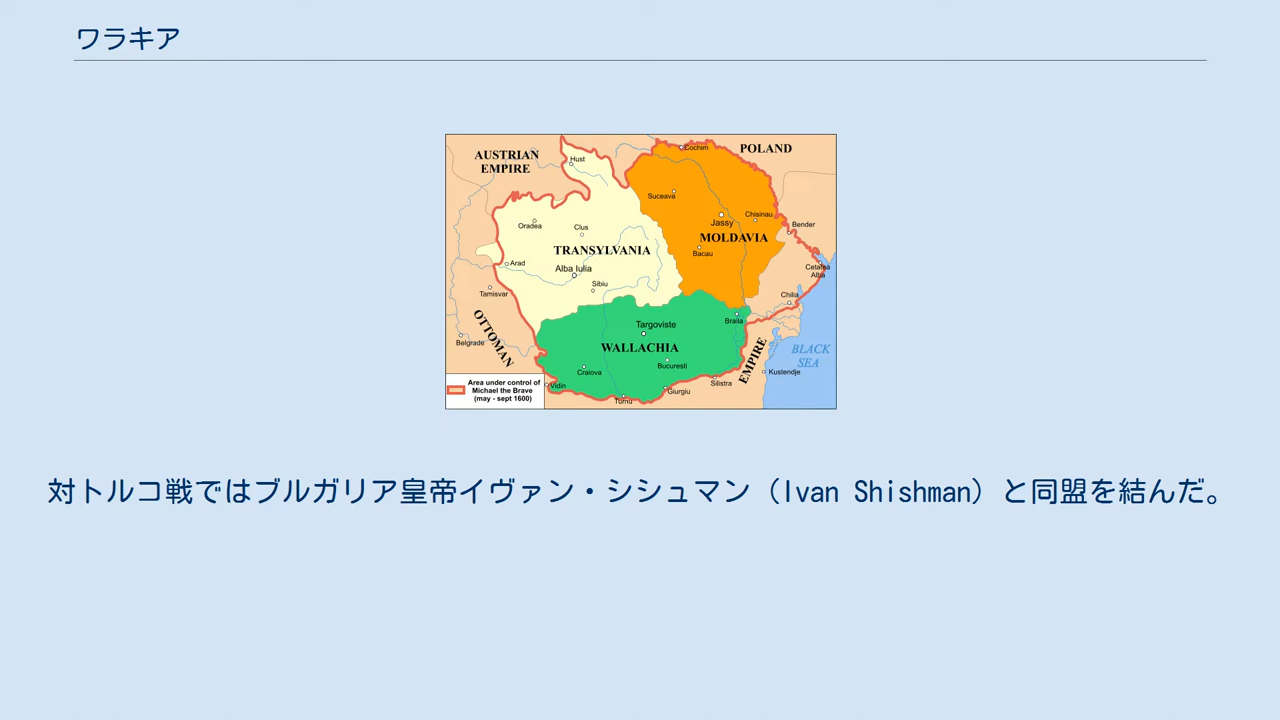 ワラキア
AUSTRIAN
EMPIRE
POLAND
Hust
Cochim
Suceava
Oradea
Clus
Jassy
Chisinau
Bender
MOLDAVIA
TRANSYLVANIA
Bacau
Arad
Alba Iulia
Cetatea
Alba
Sibiu
Tamisvar
Chilia
OTTOMAN
Targoviste
Braila
Belgrade
WALLACHIA
EMPIRE
BLACK
SEA
Craiova
Bucuresti
Kustendje
Silistra
Area under control of
Michael the Brave
(may - sept 1600)
Vidin
Giurgiu
Turnu
対トルコ戦ではブルガリア皇帝イヴァン・シシュマン（Ivan Shishman）と同盟を結んだ。